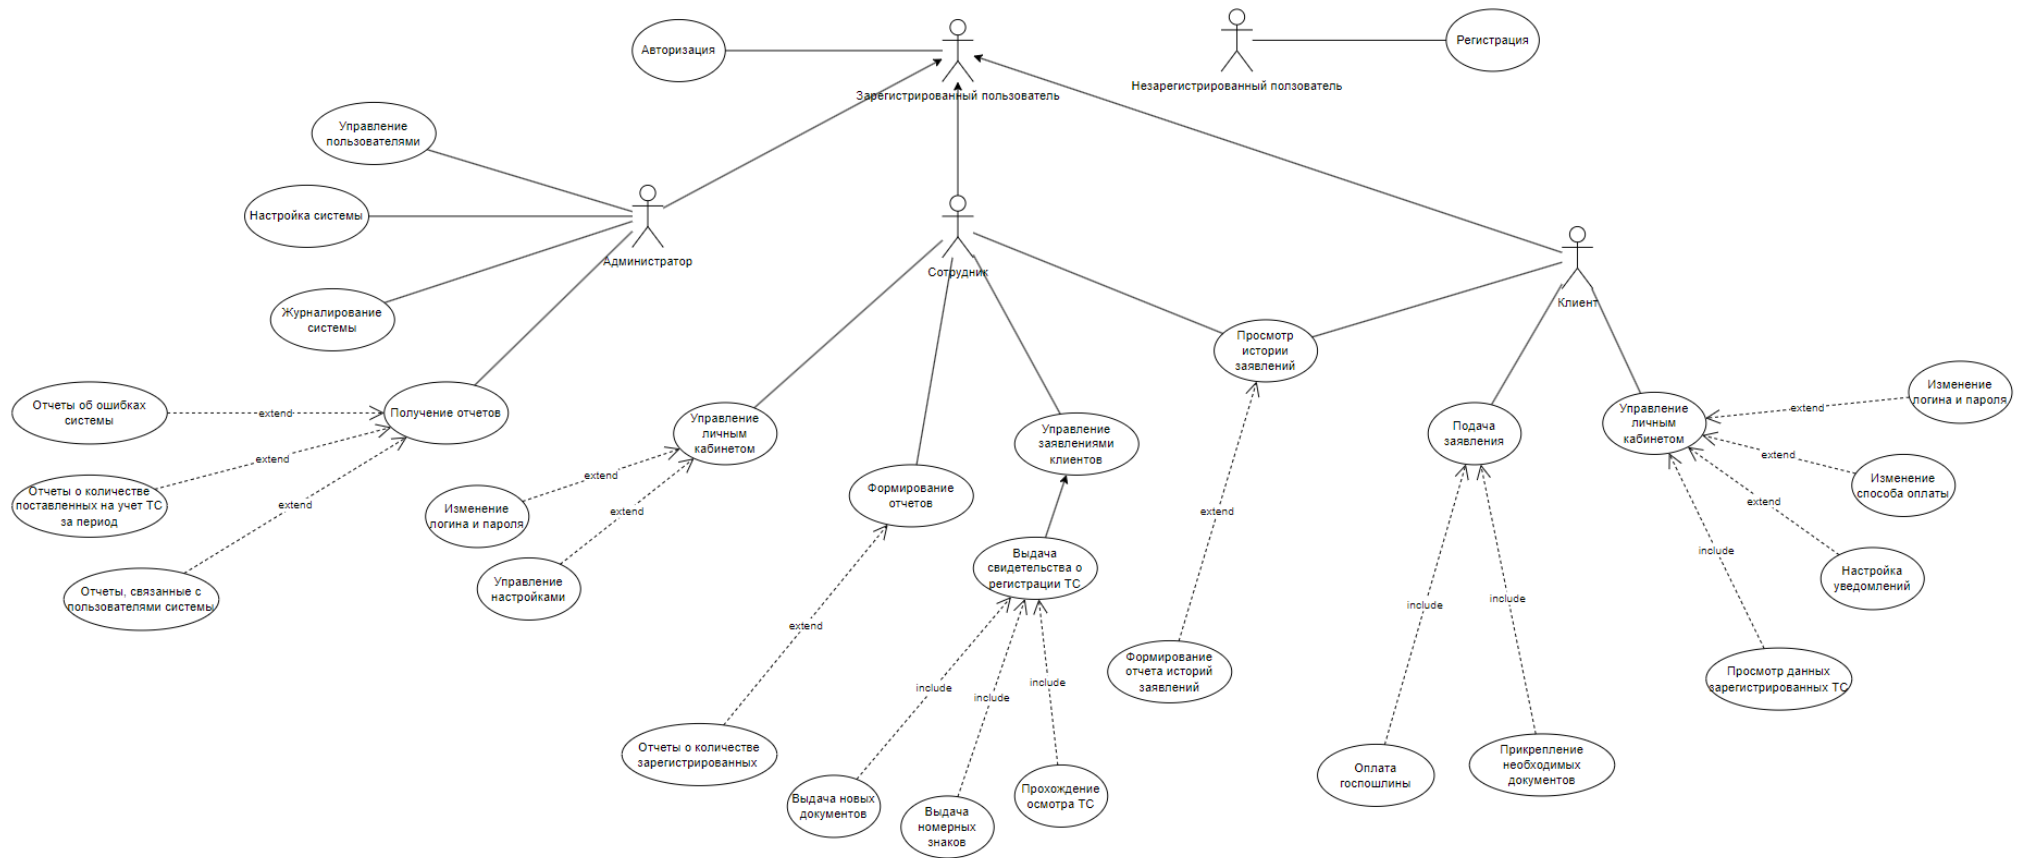 Авторизация
Зарегистрированный пользователь
Незарегистрированный полэователь
Регистрация
Управление
пользователями
Настройка системы
Администратор
Журналирование
системы
Сотрудник
Клиент
Просмотр
истории
заявлений
Отчеты об ошибках
системы
extend
Получение отчетов
Отчеты о количестве
поставленных на учет ТС
за период
extend
Отчеты, связанные с
пользователями системы
extend
Управление
личным
кабинетом
Изменение
логина и пароля
extend
Управление
настройками
extend
Формирование
отчетов
Управление
заявлениями
клиентов
Выдача
свидетельства о
регистрации ТС
extend
Отчеты о количестве
зарегистрированных
include
include
include
Выдача новых
документов
Выдача
номерных
знаков
Прохождение
осмотра ТС
extend
Формирование
отчета историй
заявлений
Подача
заявления
include
include
Оплата
госпошлины
Прикрепление
необходимых
документов
Управление
личным
кабинетом
extend
Изменение
логина и пароля
extend
Изменение
способа оплаты
extend
Настройка
уведомлений
include
Просмотр данных
зарегистрированных ТС